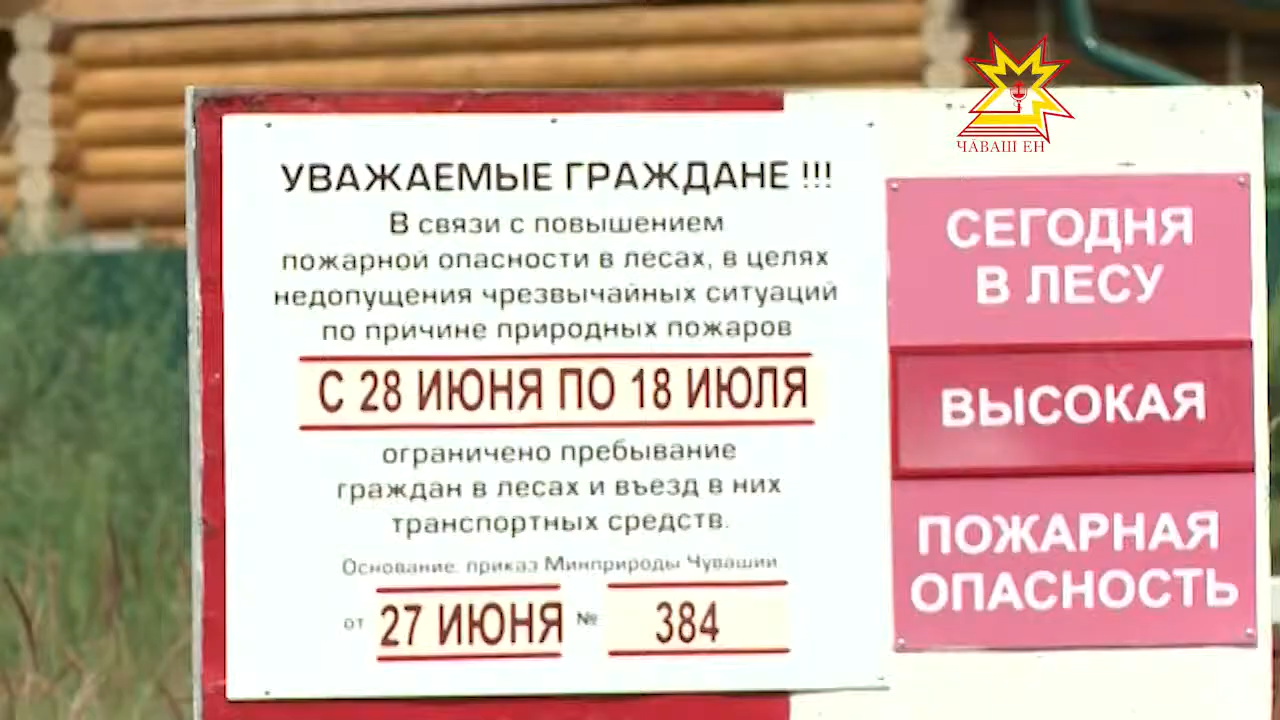 УВАЖАЕМЫЕ ГРАЖДАНЕ !!!
В связи с повышением
пожарной опасности в лесах, в целях
недопущения чрезвычайных ситуаций
по причине природных пожаров
С 28 ИЮНЯ ПО 18 ИЮЛЯ
ограничено пребывание
граждан в лесах и въезд в них
транспортных средств.
Основание: приказ Минприроды Чувашии
от 27 ИЮНЯ № 384
ЧĂВАШ ЕН
СЕГОДНЯ
В ЛЕСУ
ВЫСОКАЯ
ПОЖАРНАЯ
ОПАСНОСТЬ